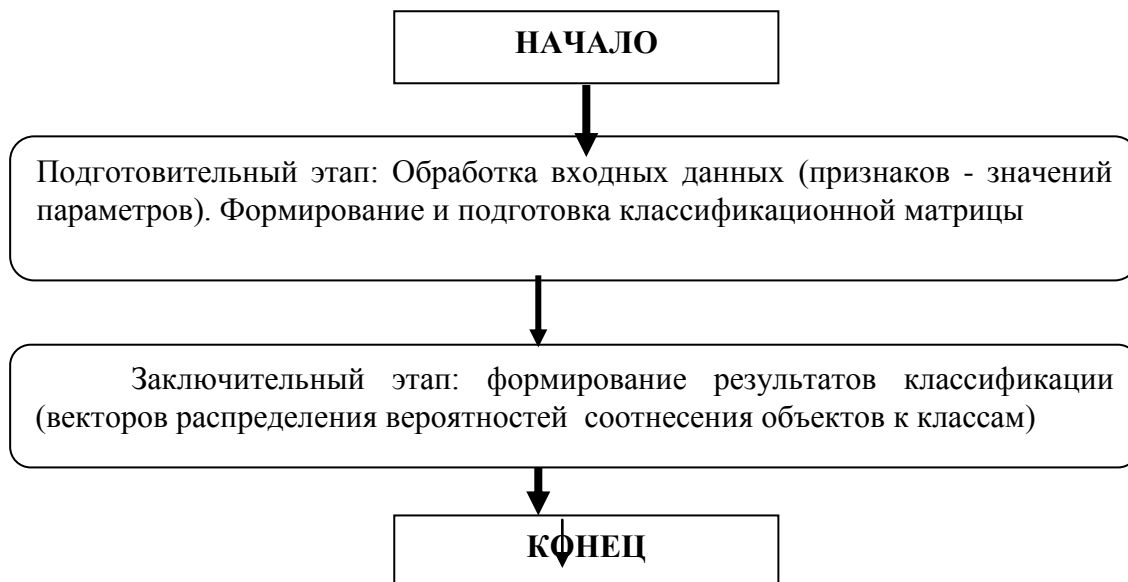 НАЧАЛО
Подготовительный этап: Обработка входных данных (признаков - значений
параметров). Формирование и подготовка классификационной матрицы
Заключительный этап: формирование результатов классификации
(векторов распределения вероятностей соотнесения объектов к классам)
КОНЕЦ